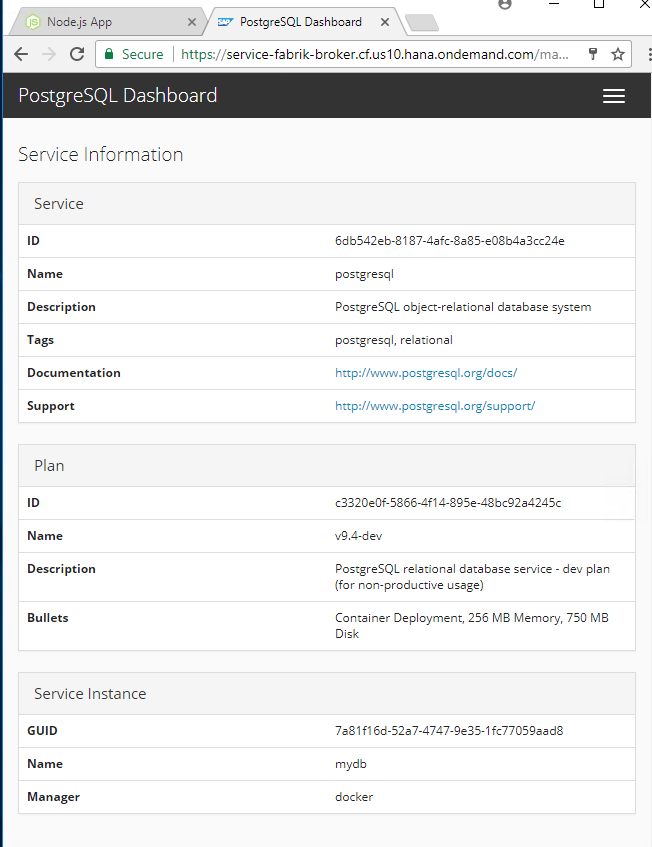 Node.js App
PostgreSQL Dashboard
Secure
https://service-fabrik-broker.cf.us10.hana.ondemand.com/ma...
PostgreSQL Dashboard
Service Information
Service
ID 6db542eb-8187-4afc-8a85-e08b4a3cc24e
Name postgresql
Description PostgreSQL object-relational database system
Tags postgresql, relational
Documentation http://www.postgresql.org/docs/
Support http://www.postgresql.org/support/
Plan
ID c3320e0f-5866-4f14-895e-48bc92a4245c
Name v9.4-dev
Description PostgreSQL relational database service - dev plan
(for non-productive usage)
Bullets Container Deployment, 256 MB Memory, 750 MB
Disk
Service Instance
GUID 7a81f16d-52a7-4747-9e35-1fc77059aad8
Name mydb
Manager docker